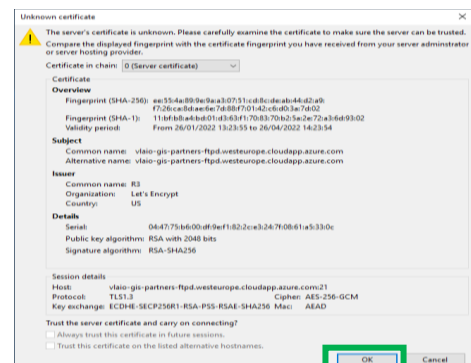 Unknown certificate
The server's certificate is unknown. Please carefully examine the certificate to make sure the server can be trusted.
Compare the displayed fingerprint with the certificate fingerprint you have received from your server adminstrator
or server hosting provider.
Certificate in chain: 0 (Server certificate)
Certificate
Overview
Fingerprint (SHA-256):
Fingerprint (SHA-1):
Validity period: From 26/01/2022 13:23:55 to 26/04/2022 14:23:54
Subject
Common name: vlaio-gis-partners-ftpd.westeurope.cloudapp.azure.com
Alternative name: vlaio-gis-partners-ftpd.westeurope.cloudapp.azure.com
Issuer
Common name: R3
Organization: Let's Encrypt
Country: US
Details
Serial: 
Public key algorithm: RSA with 2048 bits
Signature algorithm: RSA-SHA256
Session details
Host: vlaio-gis-partners-ftpd.westeurope.cloudapp.azure.com:21
Protocol: TLS1.3 Cipher: AES-256-GCM
Key exchange: ECDHE-SECP256R1-RSA-PSS-RSAE-SHA256 Mac: AEAD
Trust the server certificate and carry on connecting?
Always trust this certificate in future sessions.
Trust this certificate on the listed alternative hostnames.
OK Cancel